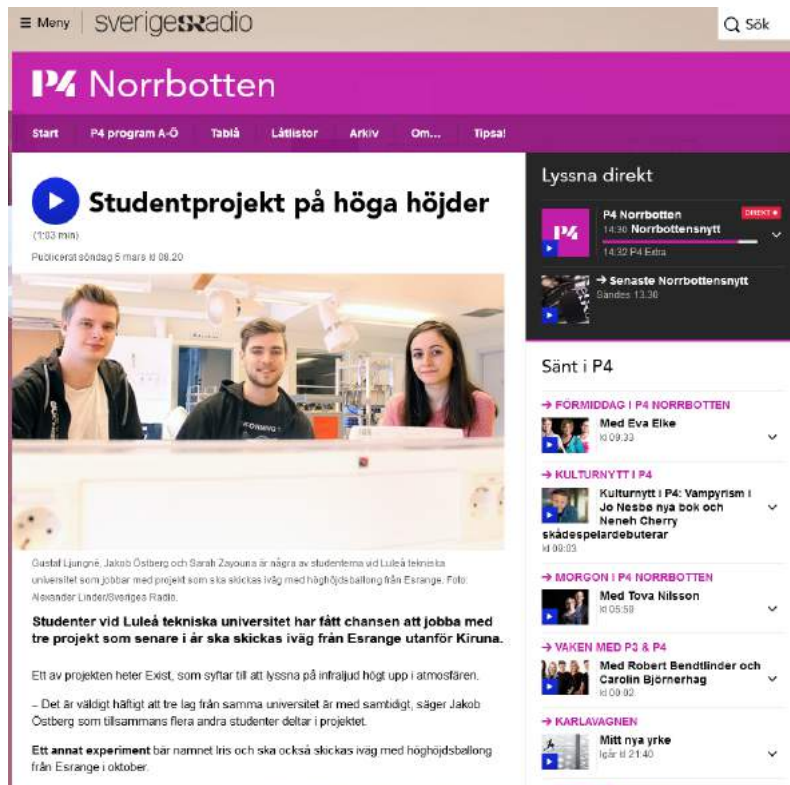 Meny
sverigesradio
Sök
P4 Norrbotten
Start P4 program A-Ö Tablå Låtlistor Arkiv Om... Tipsa!
Studentprojekt på höga höjder
(1:03 min)
Publicerat söndag 5 mars kl 08.20
Gustaf Ljungné, Jakob Östberg och Sarah Zayouna är några av studenterna vid Luleå tekniska
universitet som jobbar med projekt som ska skickas iväg med höghöjdsballong från Esrange. Foto:
Alexander Linder/Sveriges Radio.
Studenter vid Luleå tekniska universitet har fått chansen att jobba med
tre projekt som senare i år ska skickas iväg från Esrange utanför Kiruna.
Ett av projekten heter Exist, som syftar till att lyssna på infraljud högt upp i atmosfären.
– Det är väldigt häftigt att tre lag från samma universitet är med samtidigt, säger Jakob
Östberg som tillsammans flera andra studenter deltar i projektet.
Ett annat experiment bär namnet Iris och ska också skickas iväg med höghöjdsballong
från Esrange i oktober.
Lyssna direkt
P4
P4 Norrbotten
DIREKT
14:30 Norrbottensnytt
14:32 P4 Extra
→ Senaste Norrbottensnytt
Sändes 13.30
Sänt i P4
→ FÖRMIDDAG I P4 NORRBOTTEN
Med Eva Elke
kl 09:33
→ KULTURNYTT I P4
Kulturnytt i P4: Vampyrism i
Jo Nesbø nya bok och
Neneh Cherry
skådespelardebuterar
kl 09:03
→ MORGON I P4 NORRBOTTEN
Med Tova Nilsson
kl 05:59
→ VAKEN MED P3 & P4
Med Robert Bendtlinder och
Carolin Björnerhag
kl 00:02
→ KARLAVAGNEN
Mitt nya yrke
Igår kl 21:40